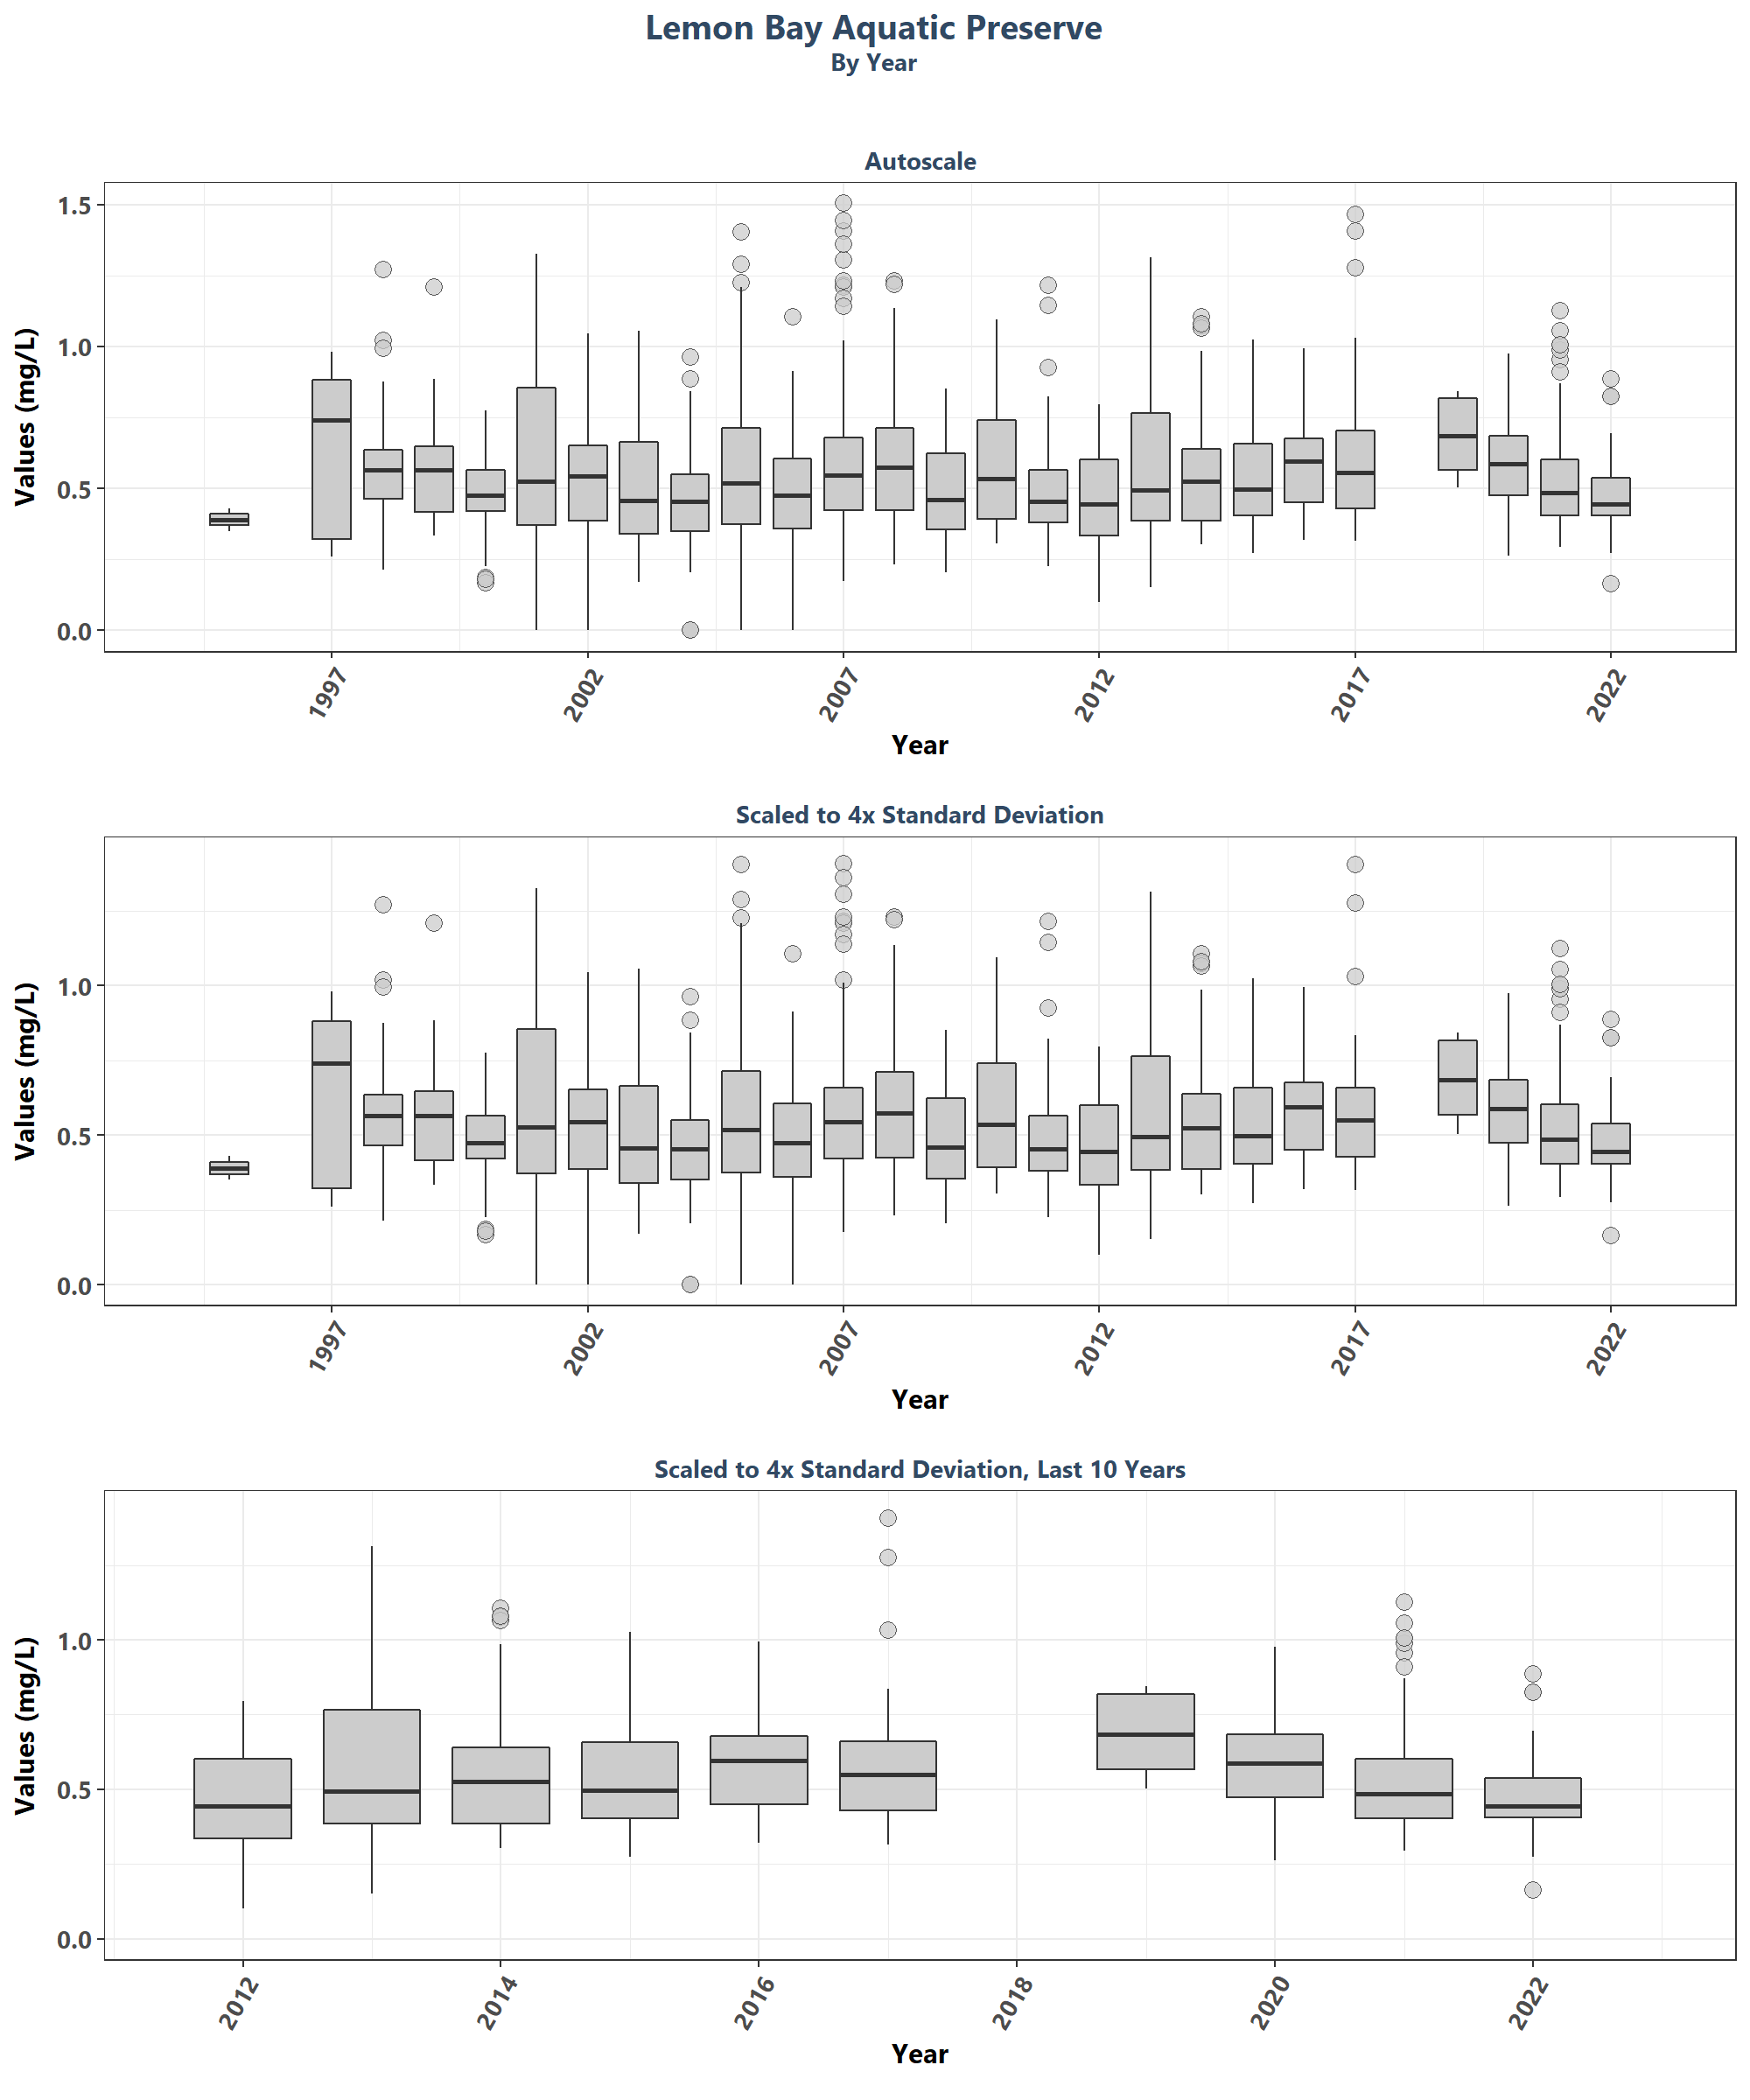 Lemon Bay Aquatic Preserve
By Year
Autoscale
Values (mg/L)
1.5
1.0
0.5
0.0
1997
2002
2007
2012
2017
2022
Year
Scaled to 4x Standard Deviation
Values (mg/L)
1.0
0.5
0.0
1997
2002
2007
2012
2017
2022
Year
Scaled to 4x Standard Deviation, Last 10 Years
Values (mg/L)
1.0
0.5
0.0
2012
2014
2016
2018
2020
2022
Year